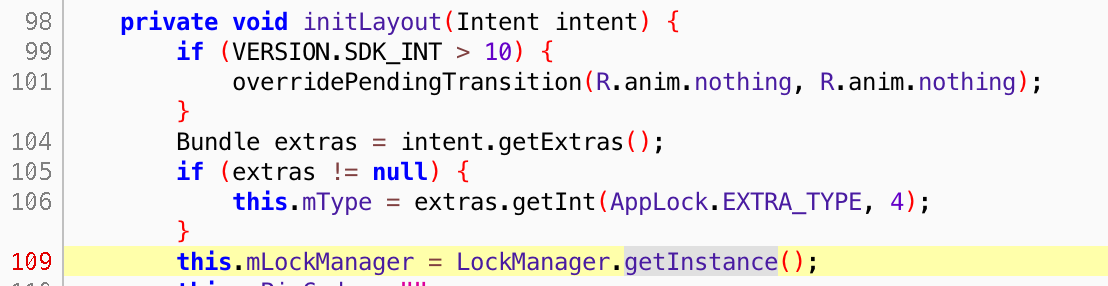 98 private void initLayout(Intent intent) {
99 if (VERSION.SDK_INT > 10) {
101 overridePendingTransition(R.anim.nothing, R.anim.nothing);
}
104 Bundle extras = intent.getExtras();
105 if (extras != null) {
106 this.mType = extras.getInt(AppLock.EXTRA_TYPE, 4);
}
109 this.mLockManager = LockManager.getInstance();